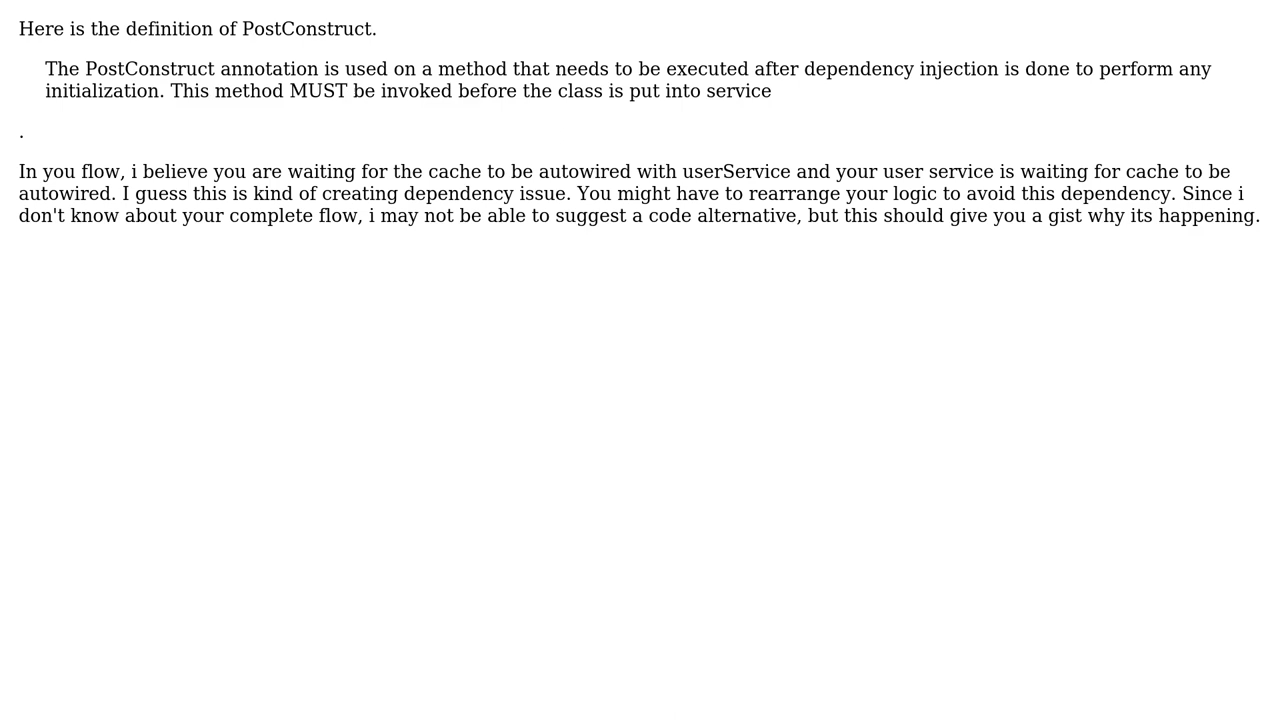 Here is the definition of PostConstruct.
The PostConstruct annotation is used on a method that needs to be executed after dependency injection is done to perform any
initialization. This method MUST be invoked before the class is put into service
.
In you flow, i believe you are waiting for the cache to be autowired with userService and your user service is waiting for cache to be
autowired. I guess this is kind of creating dependency issue. You might have to rearrange your logic to avoid this dependency. Since i
don't know about your complete flow, i may not be able to suggest a code alternative, but this should give you a gist why its happening.